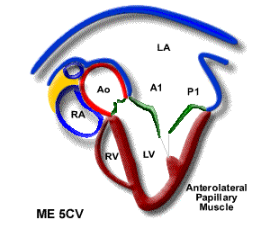 LA
Ao
A1
P1
RA
RV
LV
Anterolateral
Papillary
Muscle
ME 5CV